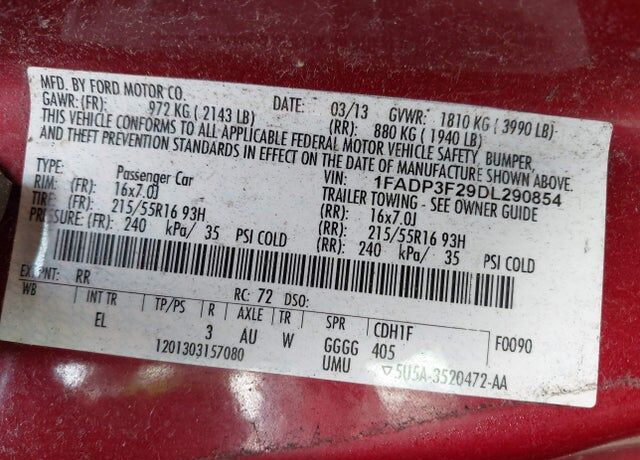 MFD. BY FORD MOTOR CO.
DATE: 03/13 GVWR: 1810 KG ( 3990 LB)-
GAWR: (FR): 972 KG ( 2143 LB) (RR): 880 KG ( 1940 LB)
THIS VEHICLE CONFORMS TO ALL APPLICABLE FEDERAL MOTOR VEHICLE SAFETY, BUMPER,
AND THEFT PREVENTION STANDARDS IN EFFECT ON THE DATE OF MANUFACTURE SHOWN ABOVE.
VIN: 1FADP3F29DL290854
TYPE: Passenger Car TRAILER TOWING - SEE OWNER GUIDE
RIM: (FR): 16x7.0J (RR): 16x7.0J
TIRE: (FR): 215/55R16 93H (RR): 215/55R16 93H
PRESSURE: (FR): 240 kPa/ 35 PSI COLD (RR): 240 kPa/ 35 PSI COLD
RR RC: 72 DSO:
WB INT TR TP/PS R AXLE TR SPR CDH1F F0090
EL 3 AU W GGGG 405
1201303157080 UMU ▽5U5A-3520472-AA